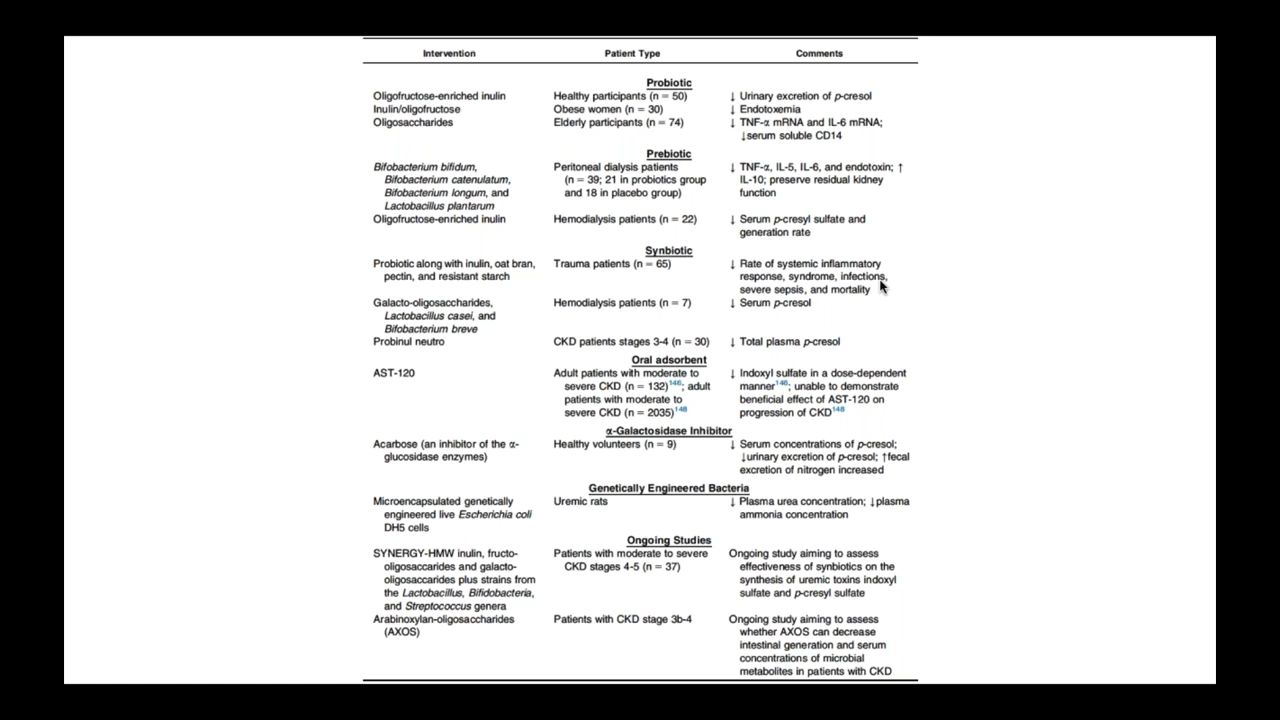 Intervention Patient Type Comments
Probiotic
Oligofructose-enriched inulin Healthy participants (n = 50) ↓ Urinary excretion of p-cresol
Inulin/oligofructose Obese women (n = 30) ↓ Endotoxemia
Oligosaccharides Elderly participants (n = 74) ↓ TNF-α mRNA and IL-6 mRNA;
↓serum soluble CD14
Prebiotic
Bifobacterium bifidum, Peritoneal dialysis patients ↓ TNF-α, IL-5, IL-6, and endotoxin; ↑
Bifobacterium catenulatum, (n = 39; 21 in probiotics group IL-10; preserve residual kidney
Bifobacterium longum, and and 18 in placebo group) function
Lactobacillus plantarum
Oligofructose-enriched inulin Hemodialysis patients (n = 22) ↓ Serum p-cresyl sulfate and
generation rate
Synbiotic
Probiotic along with inulin, oat bran, Trauma patients (n = 65) ↓ Rate of systemic inflammatory
pectin, and resistant starch response, syndrome, infections,
severe sepsis, and mortality
Galacto-oligosaccharides, Hemodialysis patients (n = 7) ↓ Serum p-cresol
Lactobacillus casei, and
Bifobacterium breve
Probinul neutro CKD patients stages 3-4 (n = 30) ↓ Total plasma p-cresol
Oral adsorbent
AST-120 Adult patients with moderate to ↓ Indoxyl sulfate in a dose-dependent
severe CKD (n = 132)146; adult manner146; unable to demonstrate
patients with moderate to beneficial effect of AST-120 on
severe CKD (n = 2035)148 progression of CKD148
α-Galactosidase Inhibitor
Acarbose (an inhibitor of the α- Healthy volunteers (n = 9) ↓ Serum concentrations of p-cresol;
glucosidase enzymes) ↓urinary excretion of p-cresol; ↑fecal
excretion of nitrogen increased
Genetically Engineered Bacteria
Microencapsulated genetically Uremic rats ↓ Plasma urea concentration; ↓plasma
engineered live Escherichia coli ammonia concentration
DH5 cells
Ongoing Studies
SYNERGY-HMW inulin, fructo- Patients with moderate to severe Ongoing study aiming to assess
oligosaccarides and galacto- CKD stages 4-5 (n = 37) effectiveness of synbiotics on the
oligosaccharides plus strains from synthesis of uremic toxins indoxyl
the Lactobacillus, Bifidobacteria, sulfate and p-cresyl sulfate
and Streptococcus genera
Arabinoxylan-oligosaccharides Patients with CKD stage 3b-4 Ongoing study aiming to assess
(AXOS) whether AXOS can decrease
intestinal generation and serum
concentrations of microbial
metabolites in patients with CKD